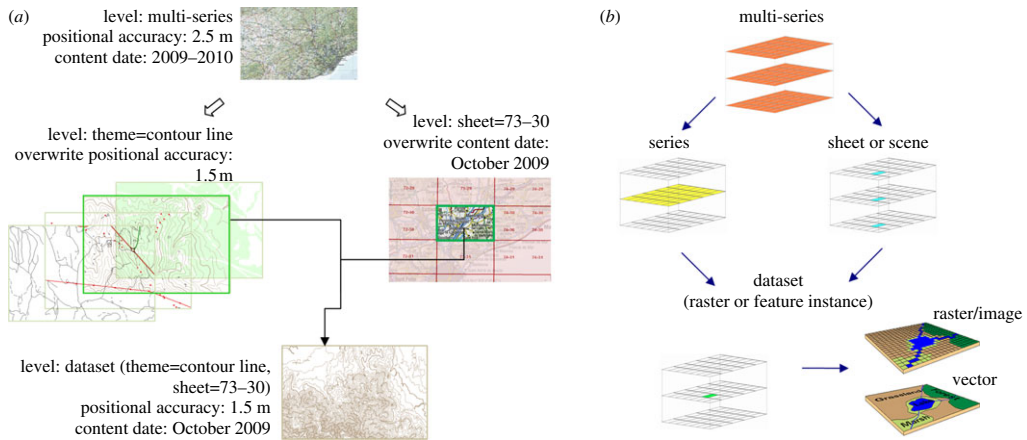 (a)
level: multi-series
positional accuracy: 2.5 m
content date: 2009–2010
level: theme=contour line
overwrite positional accuracy:
1.5 m
level: sheet=73–30
overwrite content date:
October 2009
level: dataset (theme=contour line,
sheet=73–30)
positional accuracy: 1.5 m
content date: October 2009
(b)
multi-series
series
sheet or scene
dataset
(raster or feature instance)
raster/image
vector
Grassland
Marsh